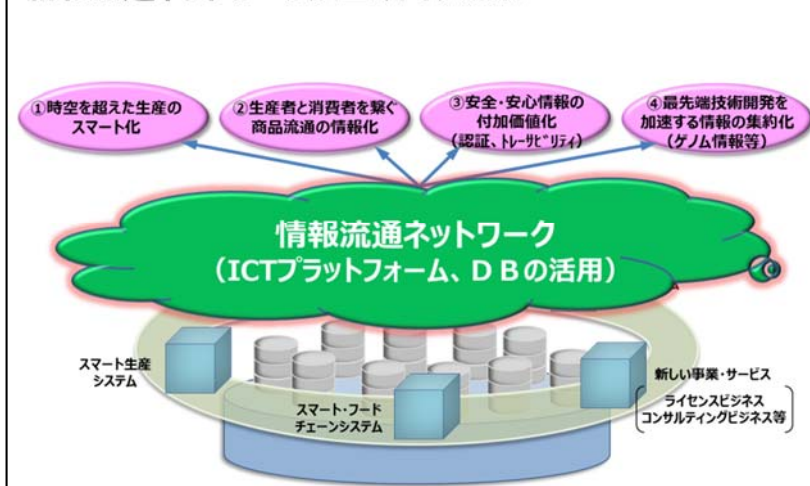 ①時空を超えた生産の
スマート化
②生産者と消費者を繋ぐ
商品流通の情報化
③安全・安心情報の
付加価値化
(認証、ﾄﾚｰｻﾋﾞﾘﾃｨ)
④最先端技術開発を
加速する情報の集約化
(ゲノム情報等)
情報流通ネットワーク
(ICTプラットフォーム、DBの活用)
スマート生産
システム
スマート・フード
チェーンシステム
新しい事業・サービス
ライセンスビジネス
コンサルティングビジネス等